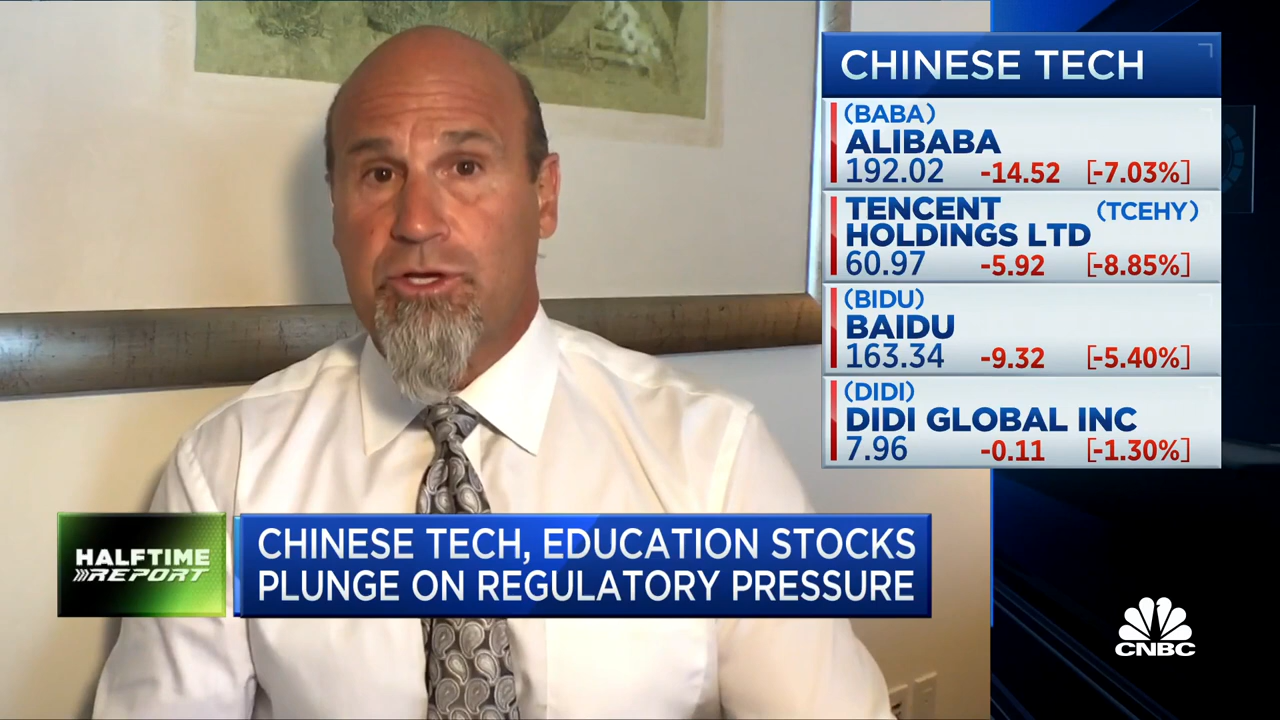 CHINESE TECH
(BABA)
ALIBABA
192.02 -14.52 [-7.03%]
TENCENT (TCEHY)
HOLDINGS LTD
60.97 -5.92 [-8.85%]
(BIDU)
BAIDU
163.34 -9.32 [-5.40%]
(DIDI)
DIDI GLOBAL INC
7.96 -0.11 [-1.30%]
HALFTIME
REPORT
CHINESE TECH, EDUCATION STOCKS
PLUNGE ON REGULATORY PRESSURE
CNBC